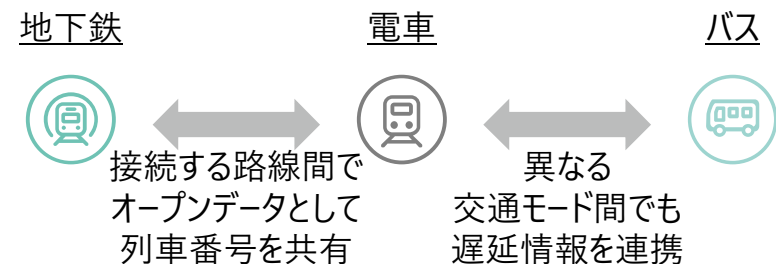 地下鉄
電車
バス
接続する路線間で
オープンデータとして
列車番号を共有
異なる
交通モード間でも
遅延情報を連携